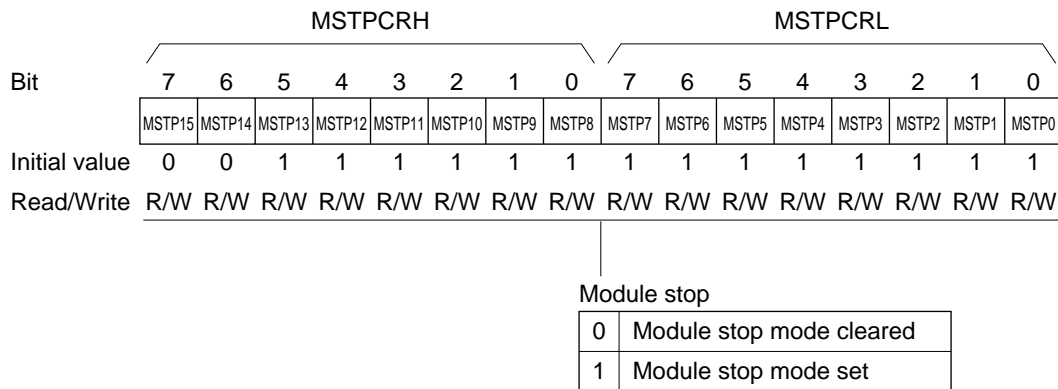 MSTPCRH MSTPCRL
Bit 7 6 5 4 3 2 1 0 7 6 5 4 3 2 1 0
MSTP15 MSTP14 MSTP13 MSTP12 MSTP11 MSTP10 MSTP9 MSTP8 MSTP7 MSTP6 MSTP5 MSTP4 MSTP3 MSTP2 MSTP1 MSTP0
Initial value 0 0 1 1 1 1 1 1 1 1 1 1 1 1 1 1
Read/Write R/W R/W R/W R/W R/W R/W R/W R/W R/W R/W R/W R/W R/W R/W R/W R/W
Module stop
0 Module stop mode cleared
1 Module stop mode set